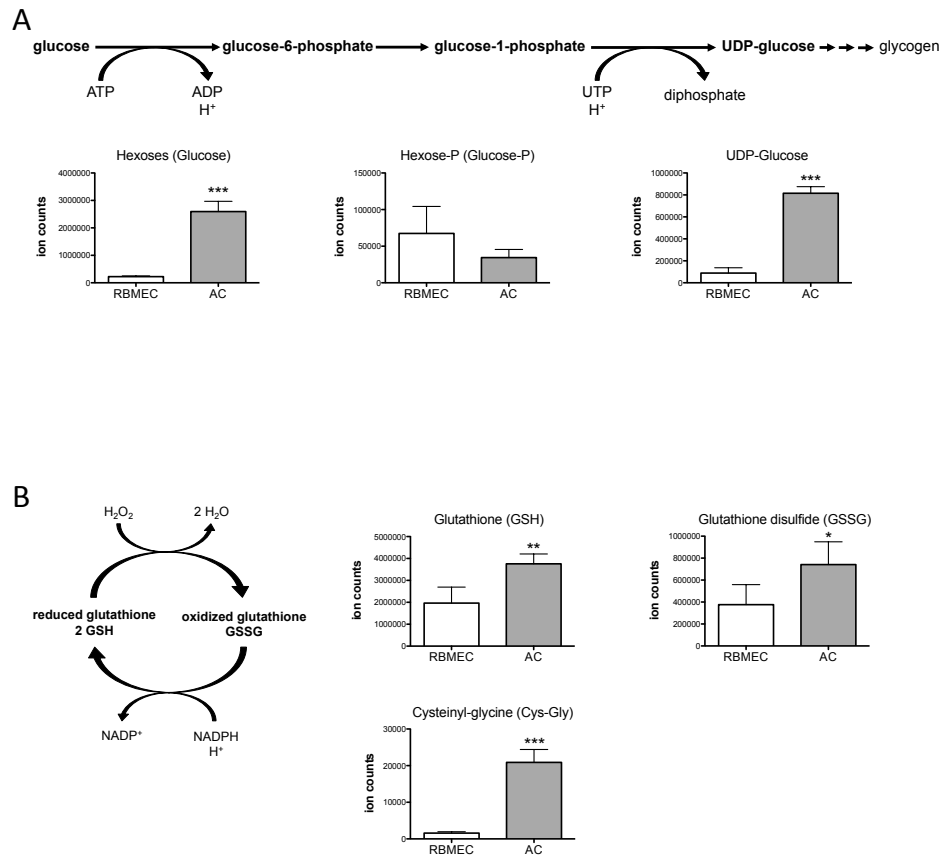 A
glucose glucose-6-phosphate glucose-1-phosphate UDP-glucose glycogen
ATP ADP UTP diphosphate
H⁺ H⁺
Hexoses (Glucose)
ion counts
4000000
3000000
2000000
1000000
0
***
RBMEC AC
Hexose-P (Glucose-P)
ion counts
150000
100000
50000
0
RBMEC AC
UDP-Glucose
ion counts
1000000
800000
600000
400000
200000
0
***
RBMEC AC
B
H₂O₂ 2 H₂O
reduced glutathione oxidized glutathione
2 GSH GSSG
NADP⁺ NADPH
H⁺
Glutathione (GSH)
ion counts
5000000
4000000
3000000
2000000
1000000
0
**
RBMEC AC
Glutathione disulfide (GSSG)
ion counts
1000000
800000
600000
400000
200000
0
*
RBMEC AC
Cysteinyl-glycine (Cys-Gly)
ion counts
30000
20000
10000
0
***
RBMEC AC